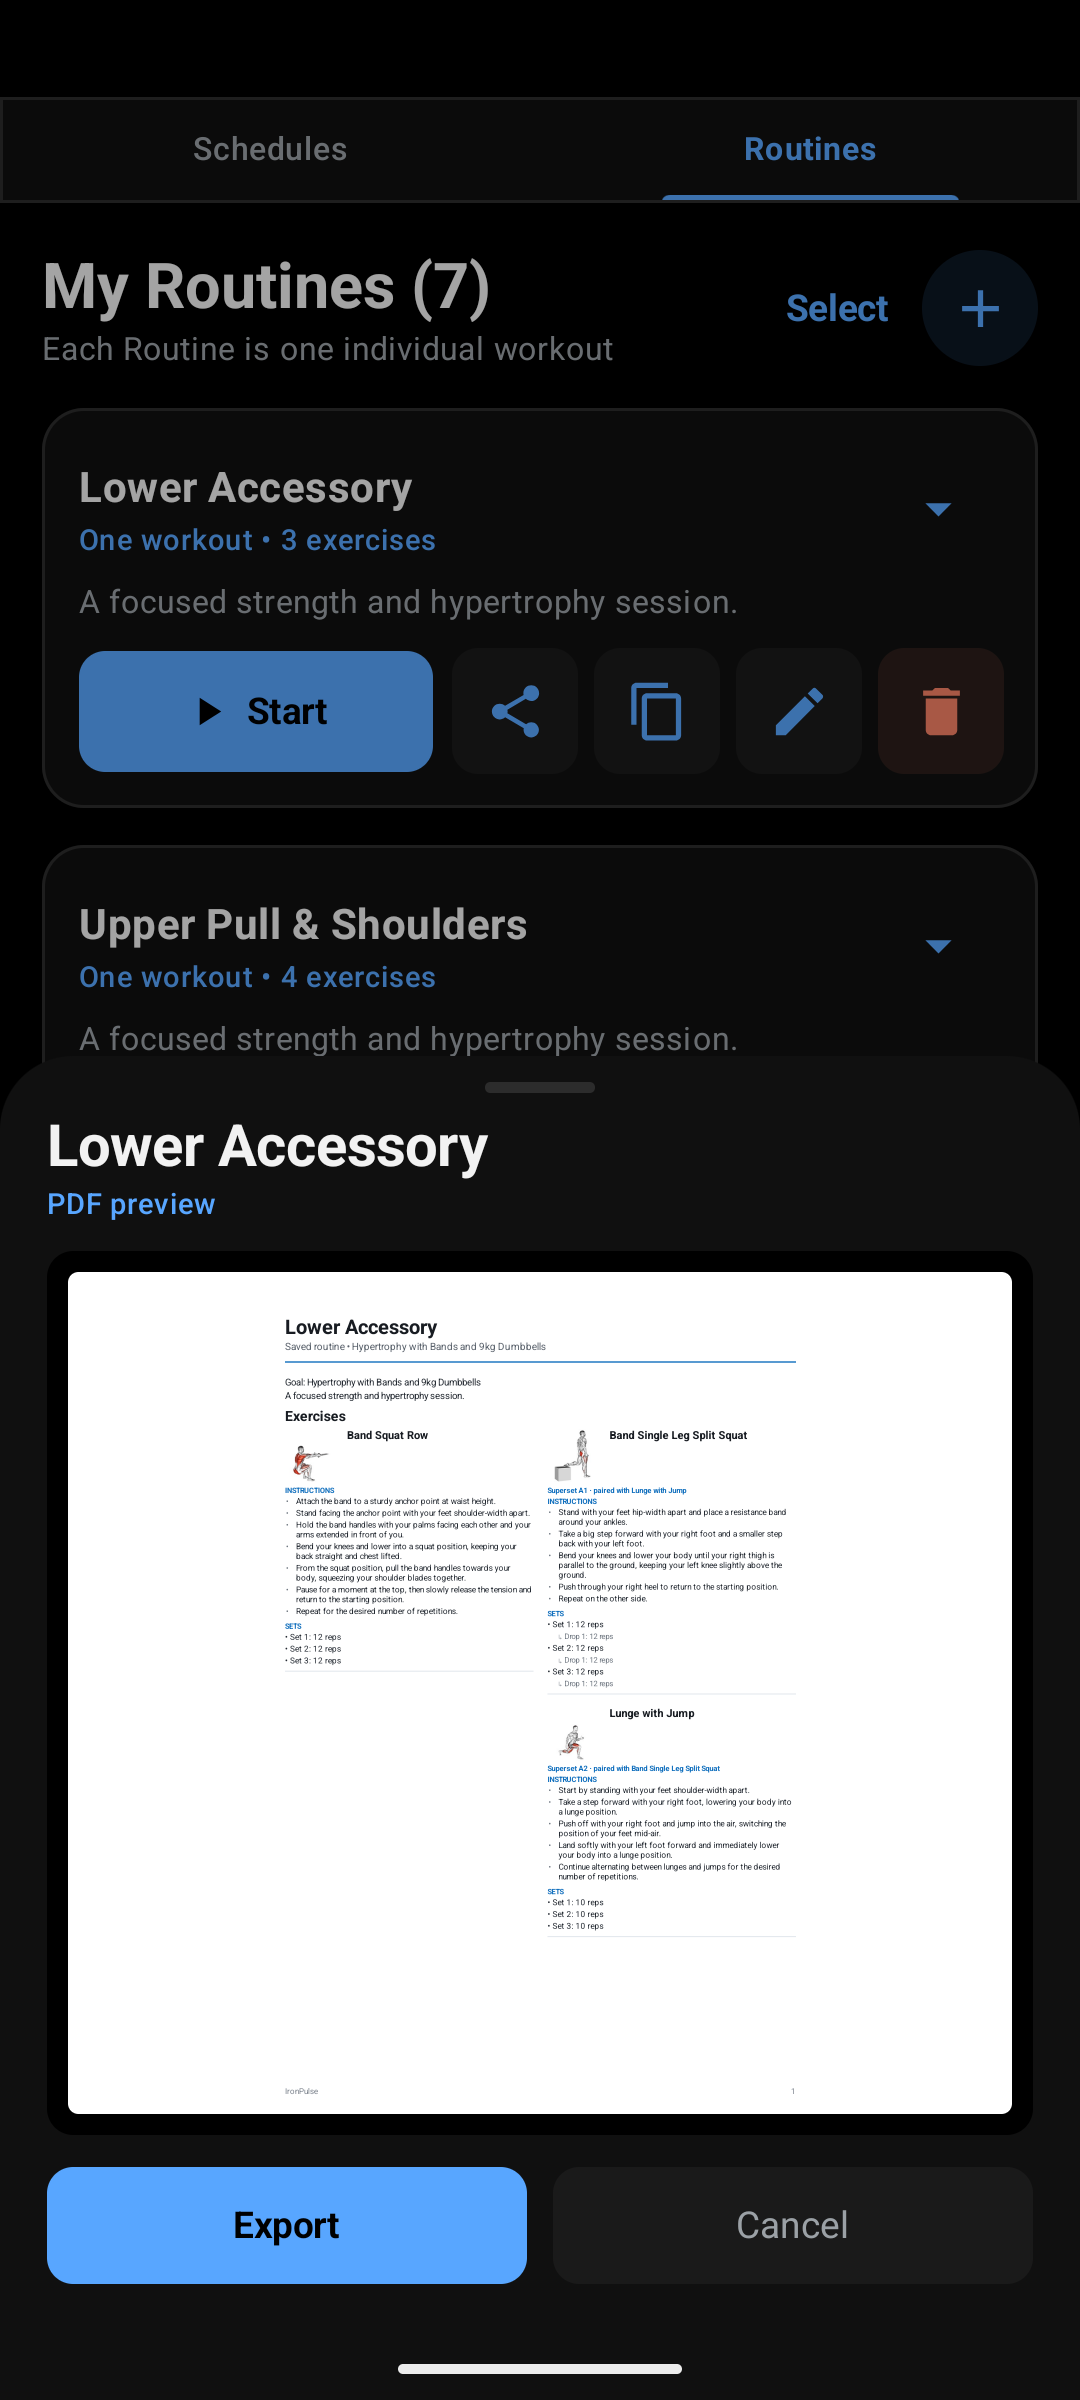 Schedules
Routines
My Routines (7)
Each Routine is one individual workout
Select
Lower Accessory
One workout • 3 exercises
A focused strength and hypertrophy session.
Start
Upper Pull & Shoulders
One workout • 4 exercises
A focused strength and hypertrophy session.
Lower Accessory
PDF preview
Lower Accessory
Saved routine • Hypertrophy with Bands and 9kg Dumbbells
Goal: Hypertrophy with Bands and 9kg Dumbbells
A focused strength and hypertrophy session.
Exercises
Band Squat Row
INSTRUCTIONS
· Attach the band to a sturdy anchor point at waist height.
· Stand facing the anchor point with your feet shoulder-width apart.
· Hold the band handles with your palms facing each other and your
arms extended in front of you.
· Bend your knees and lower into a squat position, keeping your
back straight and chest lifted.
· From the squat position, pull the band handles towards your
body, squeezing your shoulder blades together.
· Pause for a moment at the top, then slowly release the tension and
return to the starting position.
· Repeat for the desired number of repetitions.
SETS
• Set 1: 12 reps
• Set 2: 12 reps
• Set 3: 12 reps
Band Single Leg Split Squat
Superset A1 · paired with Lunge with Jump
INSTRUCTIONS
· Stand with your feet hip-width apart and place a resistance band
around your ankles.
· Take a big step forward with your right foot and a smaller step
back with your left foot.
· Bend your knees and lower your body until your right thigh is
parallel to the ground, keeping your left knee slightly above the
ground.
· Push through your right heel to return to the starting position.
· Repeat on the other side.
SETS
• Set 1: 12 reps
↳ Drop 1: 12 reps
• Set 2: 12 reps
↳ Drop 1: 12 reps
• Set 3: 12 reps
↳ Drop 1: 12 reps
Lunge with Jump
Superset A2 · paired with Band Single Leg Split Squat
INSTRUCTIONS
· Start by standing with your feet shoulder-width apart.
· Take a step forward with your right foot, lowering your body into
a lunge position.
· Push off with your right foot and jump into the air, switching the
position of your feet mid-air.
· Land softly with your left foot forward and immediately lower
your body into a lunge position.
· Continue alternating between lunges and jumps for the desired
number of repetitions.
SETS
• Set 1: 10 reps
• Set 2: 10 reps
• Set 3: 10 reps
IronPulse
1
Export
Cancel